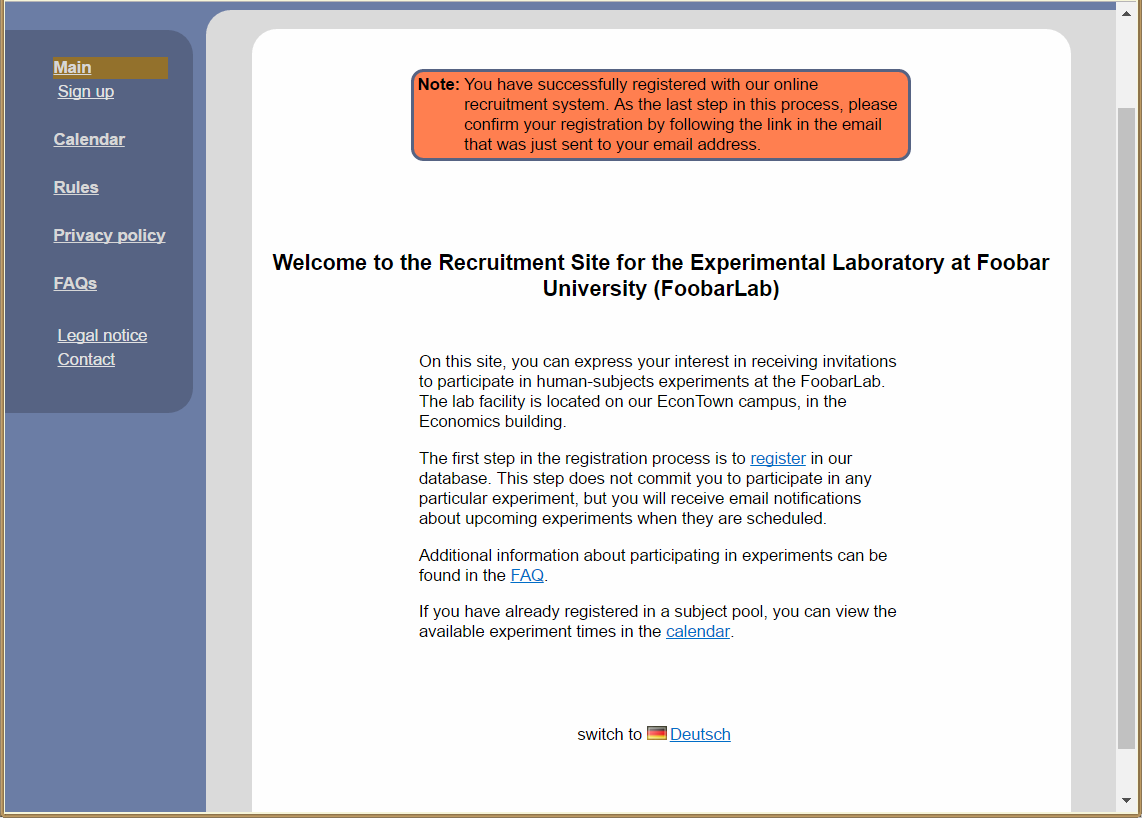 Main
Sign up
Calendar
Rules
Privacy policy
FAQs
Legal notice
Contact
Note: You have successfully registered with our online
recruitment system. As the last step in this process, please
confirm your registration by following the link in the email
that was just sent to your email address.
Welcome to the Recruitment Site for the Experimental Laboratory at Foobar
University (FoobarLab)
On this site, you can express your interest in receiving invitations
to participate in human-subjects experiments at the FoobarLab.
The lab facility is located on our EconTown campus, in the
Economics building.
The first step in the registration process is to register in our
database. This step does not commit you to participate in any
particular experiment, but you will receive email notifications
about upcoming experiments when they are scheduled.
Additional information about participating in experiments can be
found in the FAQ.
If you have already registered in a subject pool, you can view the
available experiment times in the calendar.
switch to Deutsch